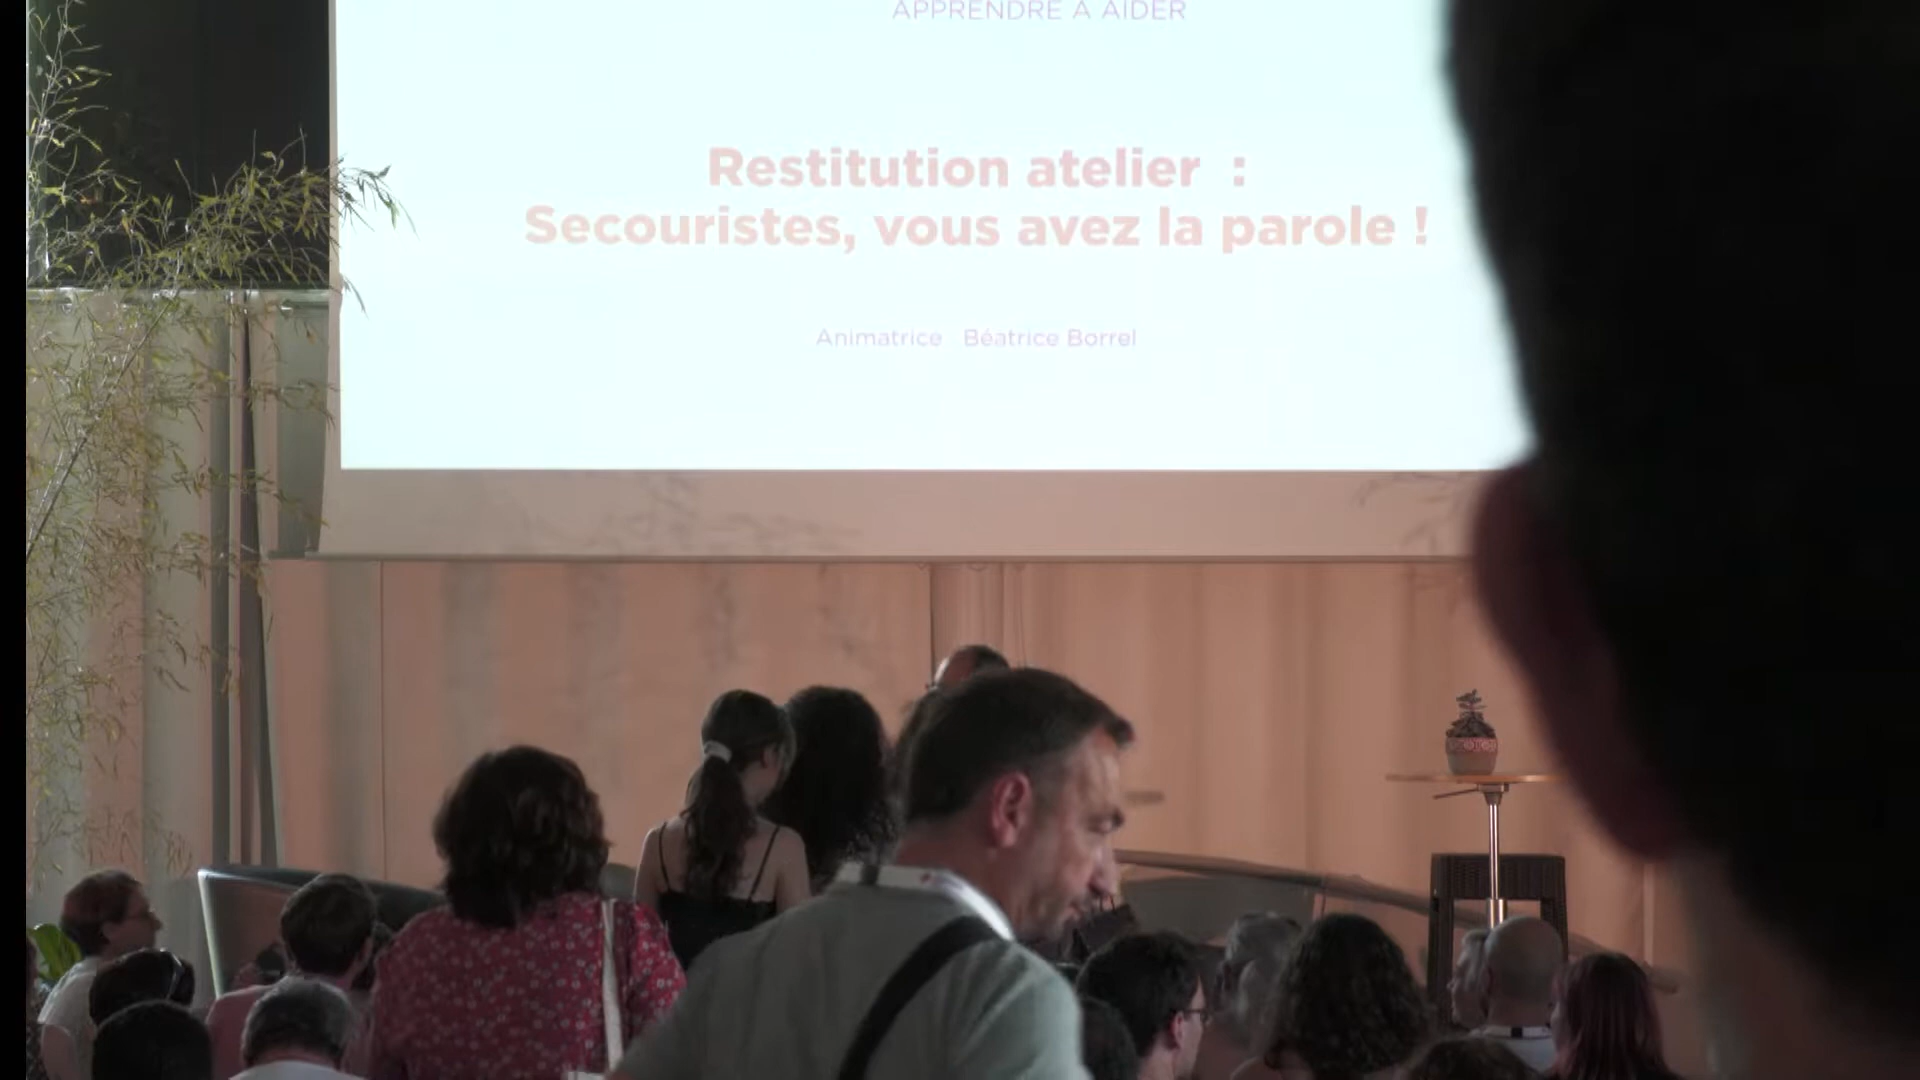 APPRENDRE À AIDER
Restitution atelier :
Secouristes, vous avez la parole !
Animatrice Béatrice Borrel